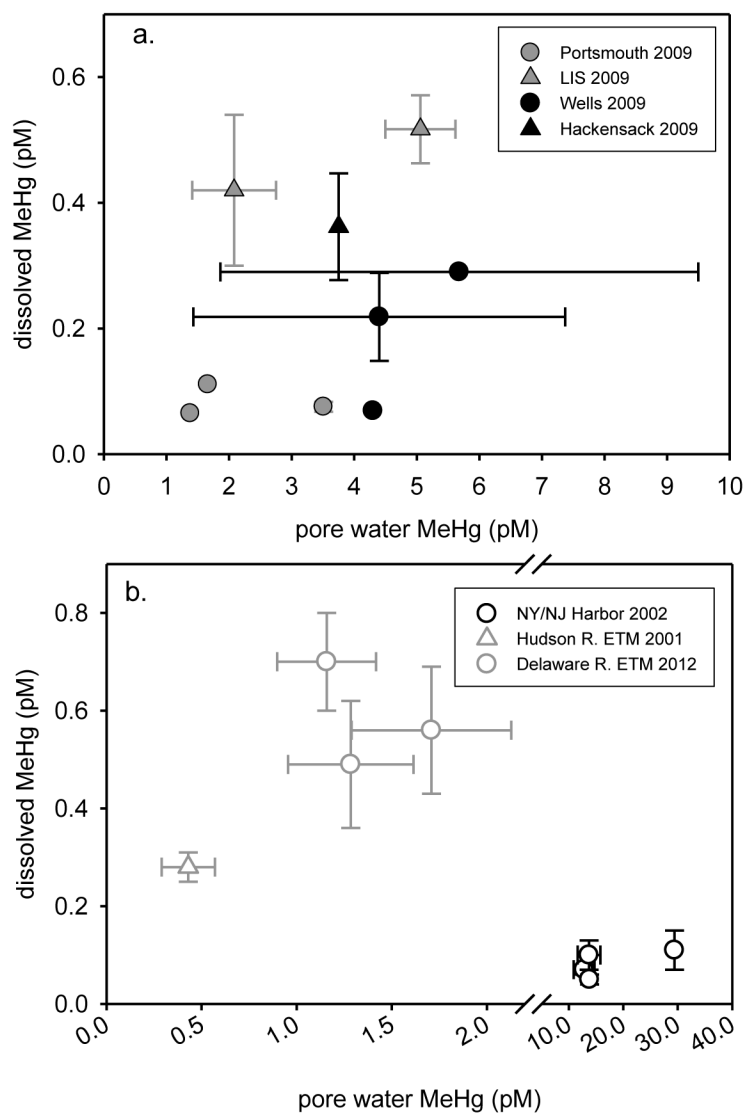 a.
Portsmouth 2009
LIS 2009
Wells 2009
Hackensack 2009
0.6
0.4
0.2
0.0
dissolved MeHg (pM)
0 1 2 3 4 5 6 7 8 9 10
pore water MeHg (pM)
b.
NY/NJ Harbor 2002
Hudson R. ETM 2001
Delaware R. ETM 2012
0.8
0.6
0.4
0.2
0.0
dissolved MeHg (pM)
0.0 0.5 1.0 1.5 2.0 10.0 20.0 30.0 40.0
pore water MeHg (pM)